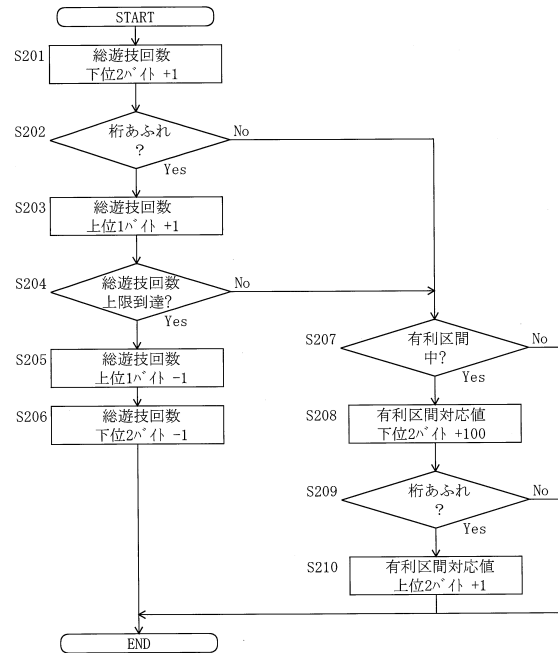 START
S201
総遊技回数
下位2ﾊﾞｲﾄ +1
S202
桁あふれ
?
No
Yes
S203
総遊技回数
上位1ﾊﾞｲﾄ +1
S204
総遊技回数
上限到達?
No
Yes
S205
総遊技回数
上位1ﾊﾞｲﾄ -1
S206
総遊技回数
下位2ﾊﾞｲﾄ -1
S207
有利区間
中?
No
Yes
S208
有利区間対応値
下位2ﾊﾞｲﾄ +100
S209
桁あふれ
?
No
Yes
S210
有利区間対応値
上位2ﾊﾞｲﾄ +1
END